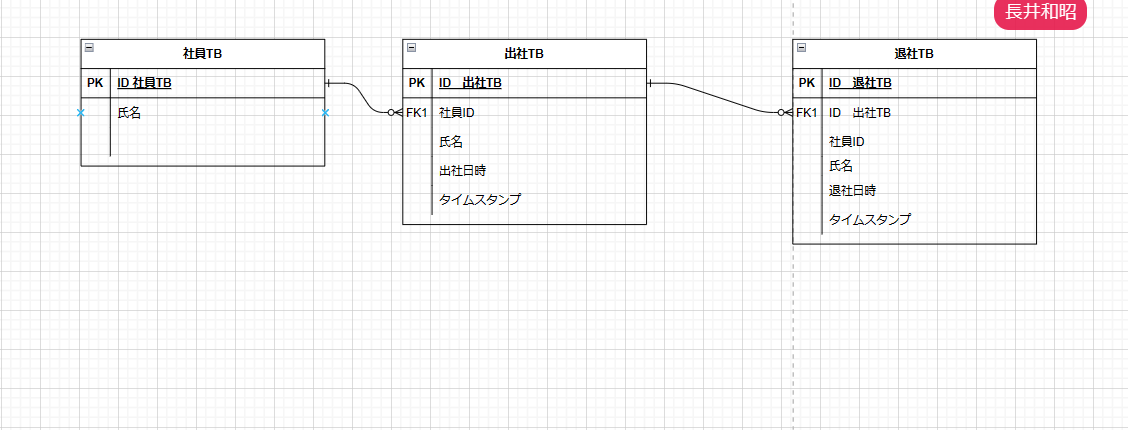 長井和昭
社員TB
PK ID 社員TB
氏名
出社TB
PK ID　出社TB
FK1 社員ID
氏名
出社日時
タイムスタンプ
退社TB
PK ID　退社TB
FK1 ID　出社TB
社員ID
氏名
退社日時
タイムスタンプ